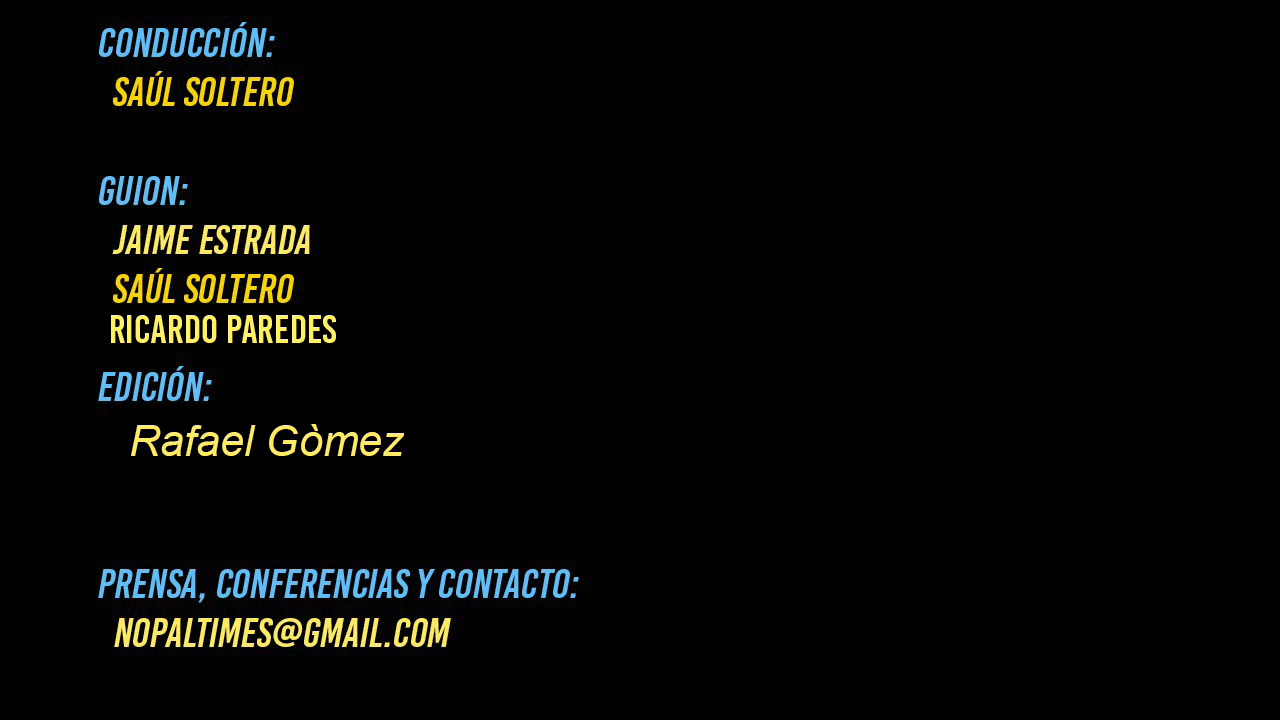 CONDUCCIÓN:
SAÚL SOLTERO
GUION:
JAIME ESTRADA
SAÚL SOLTERO
RICARDO PAREDES
EDICIÓN:
Rafael Gòmez
PRENSA, CONFERENCIAS Y CONTACTO:
NOPALTIMES@GMAIL.COM